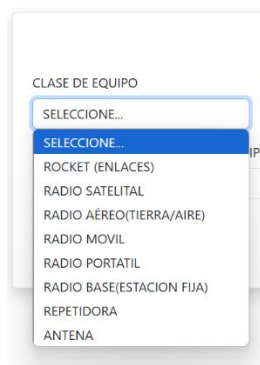 CLASE DE EQUIPO
SELECCIONE...
SELECCIONE...
IP
ROCKET (ENLACES)
RADIO SATELITAL
RADIO AÉREO(TIERRA/AIRE)
RADIO MOVIL
RADIO PORTATIL
RADIO BASE(ESTACION FIJA)
REPETIDORA
ANTENA